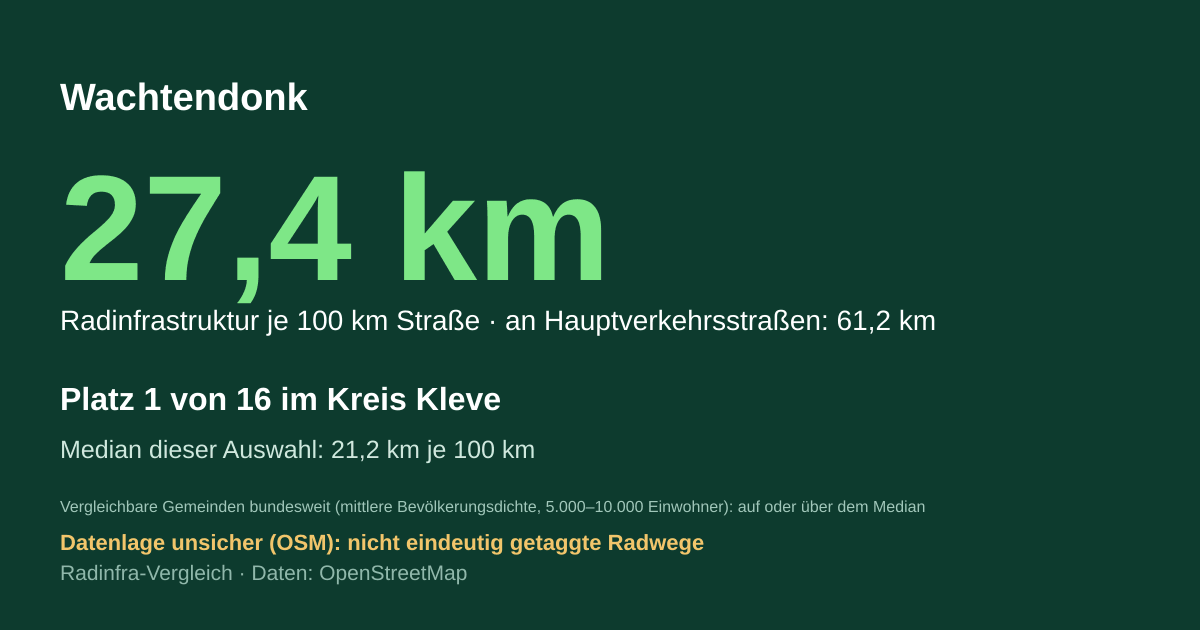 Wachtendonk
27,4 km
Radinfrastruktur je 100 km Straße · an Hauptverkehrsstraßen: 61,2 km
Platz 1 von 16 im Kreis Kleve
Median dieser Auswahl: 21,2 km je 100 km
Vergleichbare Gemeinden bundesweit (mittlere Bevölkerungsdichte, 5.000–10.000 Einwohner): auf oder über dem Median
Datenlage unsicher (OSM): nicht eindeutig getaggte Radwege
Radinfra-Vergleich · Daten: OpenStreetMap